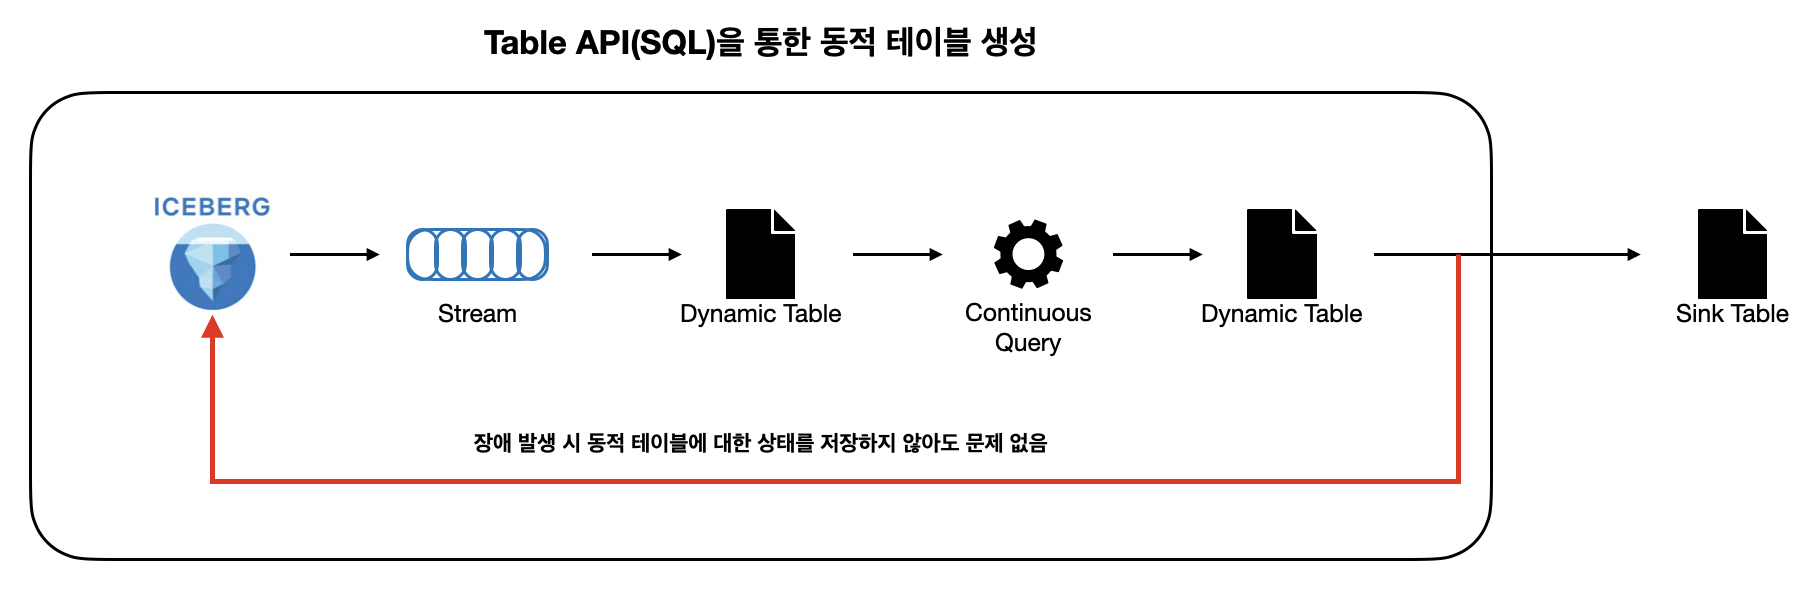 Table API(SQL)을 통한 동적 테이블 생성
ICEBERG
Stream
Dynamic Table
Continuous
Query
Dynamic Table
Sink Table
장애 발생 시 동적 테이블에 대한 상태를 저장하지 않아도 문제 없음